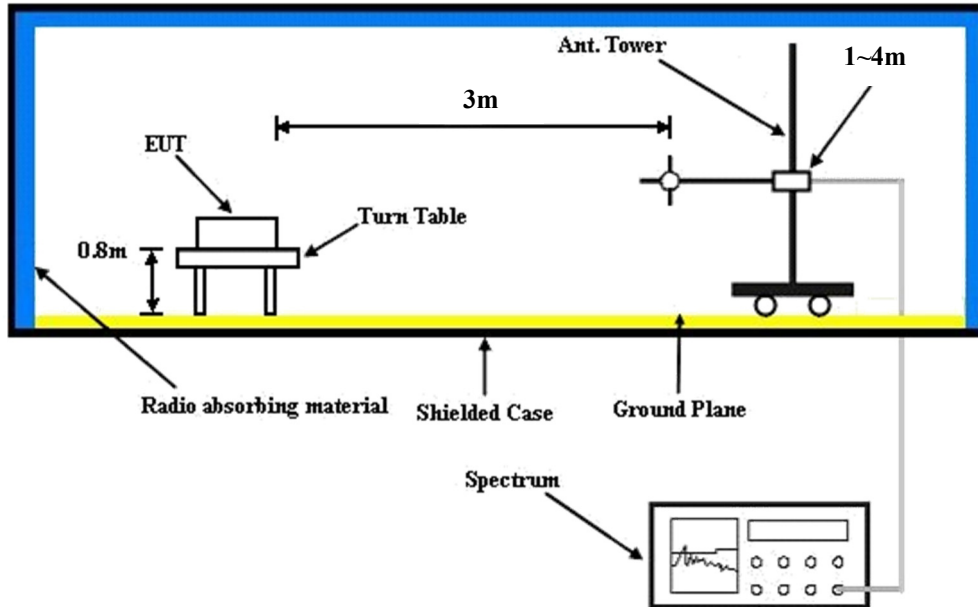 Ant. Tower
1~4m
3m
EUT
Turn Table
0.8m
Radio absorbing material
Shielded Case
Ground Plane
Spectrum